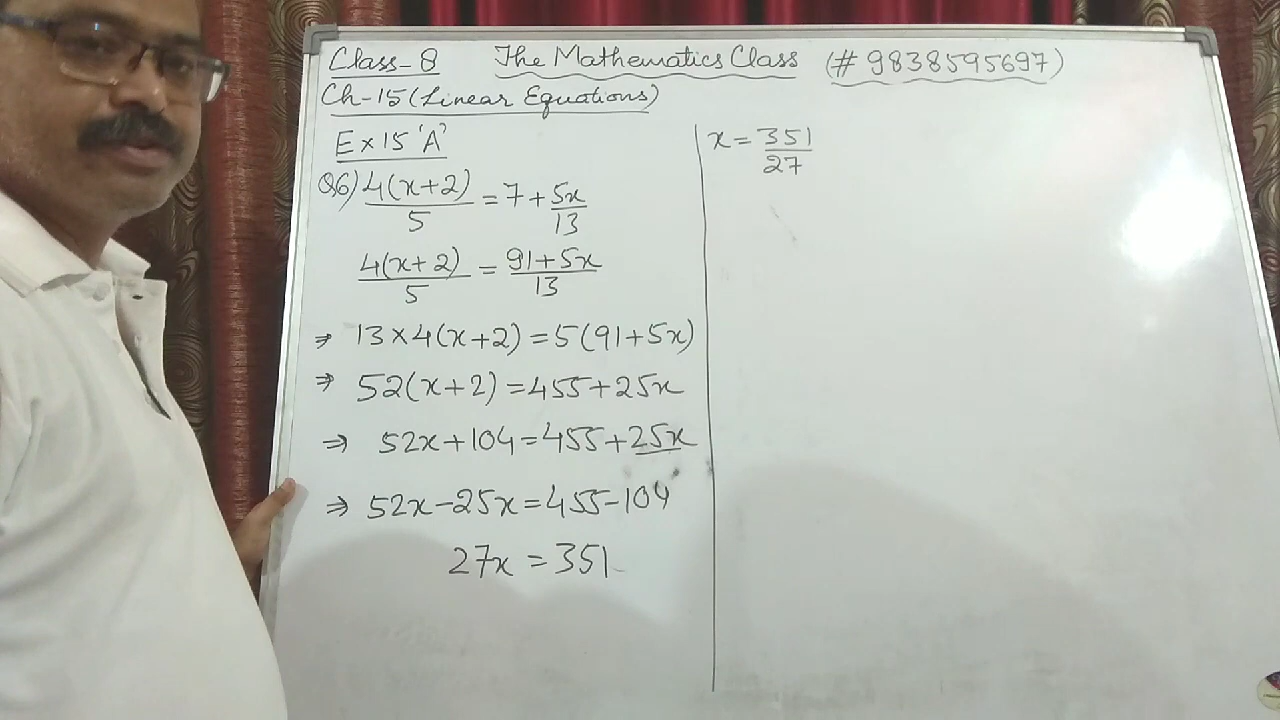 Class-8 The Mathematics Class (# 9838595697)
Ch-15 (Linear Equations)
Ex 15 'A'
Q6) 4(x+2)/5 = 7 + 5x/13
4(x+2)/5 = 91+5x/13
⇒ 13×4(x+2) = 5(91+5x)
⇒ 52(x+2) = 455+25x
⇒ 52x+104 = 455+25x
⇒ 52x-25x = 455-104
27x = 351
x = 351/27